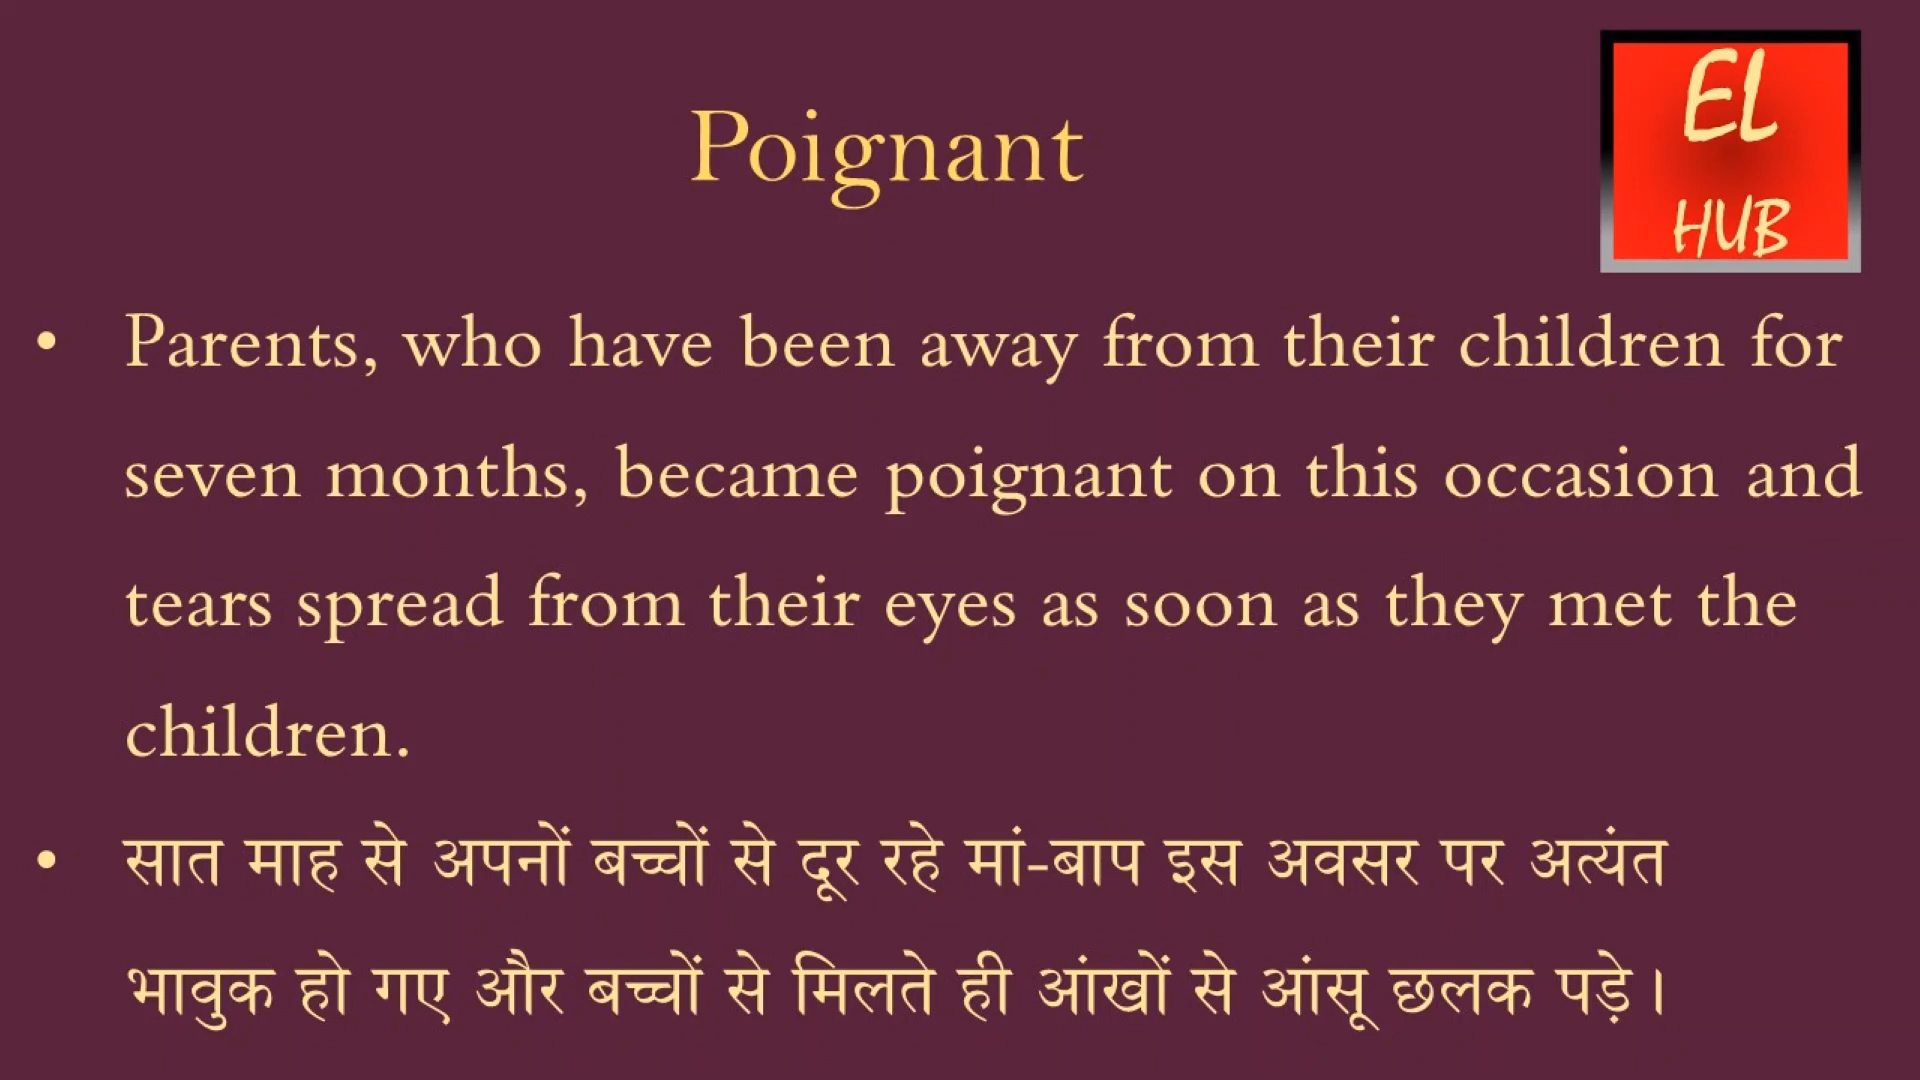 EL
HUB
Poignant
• Parents, who have been away from their children for
seven months, became poignant on this occasion and
tears spread from their eyes as soon as they met the
children.
• सात माह से अपनों बच्चों से दूर रहे मां-बाप इस अवसर पर अत्यंत
भावुक हो गए और बच्चों से मिलते ही आंखों से आंसू छलक पड़े।